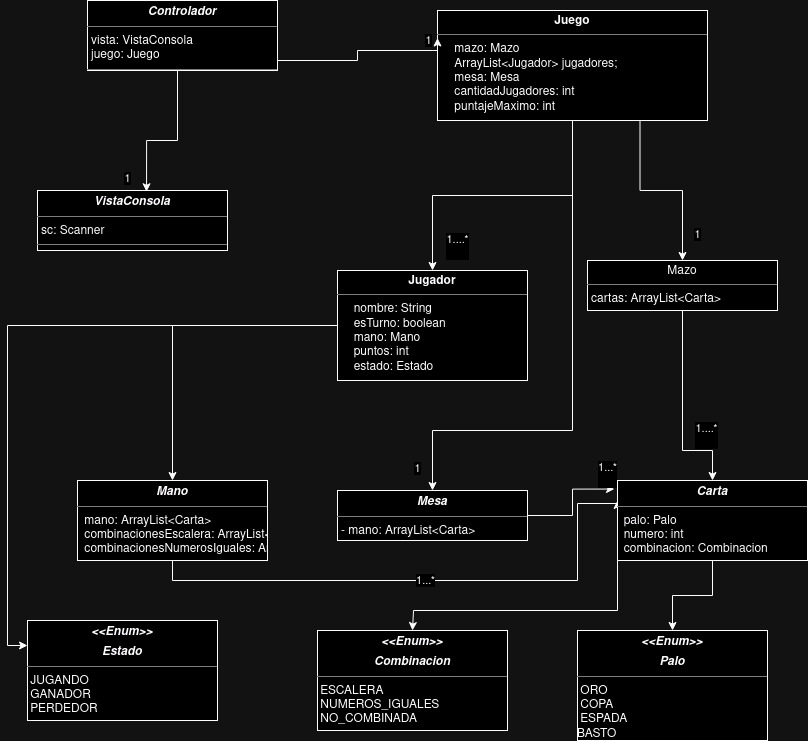 Controlador
vista: VistaConsola
juego: Juego
1
Juego
mazo: Mazo
ArrayList<Jugador> jugadores;
mesa: Mesa
cantidadJugadores: int
puntajeMaximo: int
1
VistaConsola
sc: Scanner
1....*
Jugador
nombre: String
esTurno: boolean
mano: Mano
puntos: int
estado: Estado
1
Mazo
cartas: ArrayList<Carta>
1....*
Mano
mano: ArrayList<Carta>
combinacionesEscalera: ArrayList
combinacionesNumerosIguales: A
1
Mesa
- mano: ArrayList<Carta>
1...*
Carta
palo: Palo
numero: int
combinacion: Combinacion
1...*
<<Enum>>
Estado
JUGANDO
GANADOR
PERDEDOR
<<Enum>>
Combinacion
ESCALERA
NUMEROS_IGUALES
NO_COMBINADA
<<Enum>>
Palo
ORO
COPA
ESPADA
BASTO